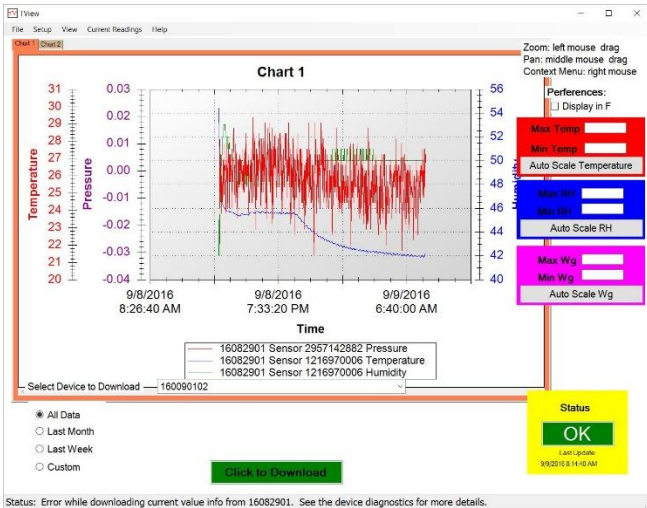 TView
File Setup View Current Readings Help
Chart 1 Chart 2
Zoom: left mouse drag
Pan: middle mouse drag
Context Menu: right mouse
Perferences:
Display in F
Chart 1
Temperature
31
30
29
28
27
26
25
24
23
22
21
20
Pressure
0.03
0.02
0.01
0.00
-0.01
-0.02
-0.03
-0.04
56
54
52
50
48
46
44
42
40
Humidity
9/8/2016 9/8/2016 9/9/2016
8:26:40 AM 7:33:20 PM 6:40:00 AM
Time
16082901 Sensor 2957142882 Pressure
16082901 Sensor 1216970006 Temperature
16082901 Sensor 1216970006 Humidity
Max Temp
Min Temp
Auto Scale Temperature
Max RH
Min RH
Auto Scale RH
Max Wg
Min Wg
Auto Scale Wg
Select Device to Download 160090102
All Data
Last Month
Last Week
Custom
Click to Download
Status
OK
Last Update:
9/9/2016 8:14:40 AM
Status: Error while downloading current value info from 16082901. See the device diagnostics for more details.